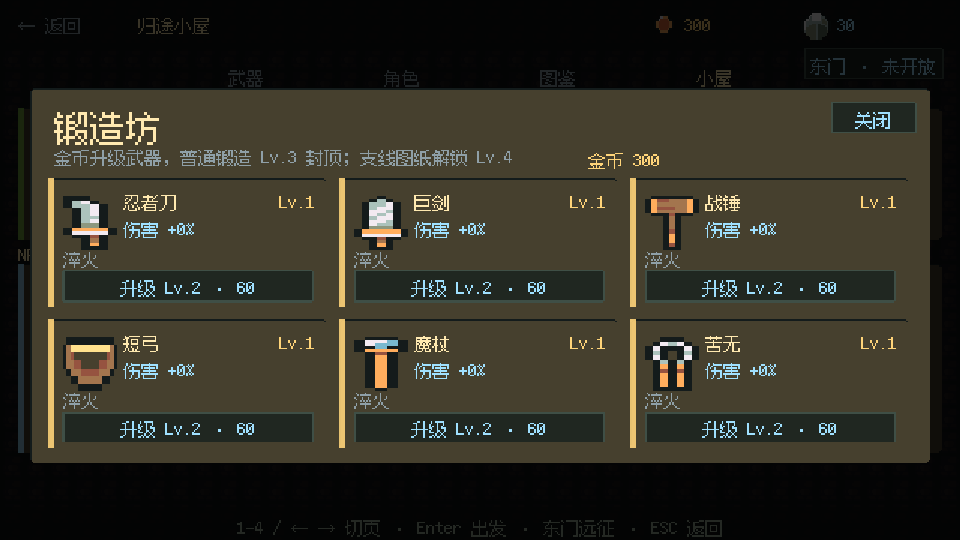 ← 返回 归途小屋 300 30
武器 角色 图鉴 小屋 东门 · 未开放
锻造坊 关闭
金币升级武器，普通锻造 Lv.3 封顶；支线图纸解锁 Lv.4 金币 300
忍者刀 Lv.1 巨剑 Lv.1 战锤 Lv.1
伤害 +0% 伤害 +0% 伤害 +0%
淬火 淬火 淬火
升级 Lv.2 · 60 升级 Lv.2 · 60 升级 Lv.2 · 60
短弓 Lv.1 魔杖 Lv.1 苦无 Lv.1
伤害 +0% 伤害 +0% 伤害 +0%
淬火 淬火 淬火
升级 Lv.2 · 60 升级 Lv.2 · 60 升级 Lv.2 · 60
1-4 / ← → 切页 · Enter 出发 · 东门远征 · ESC 返回